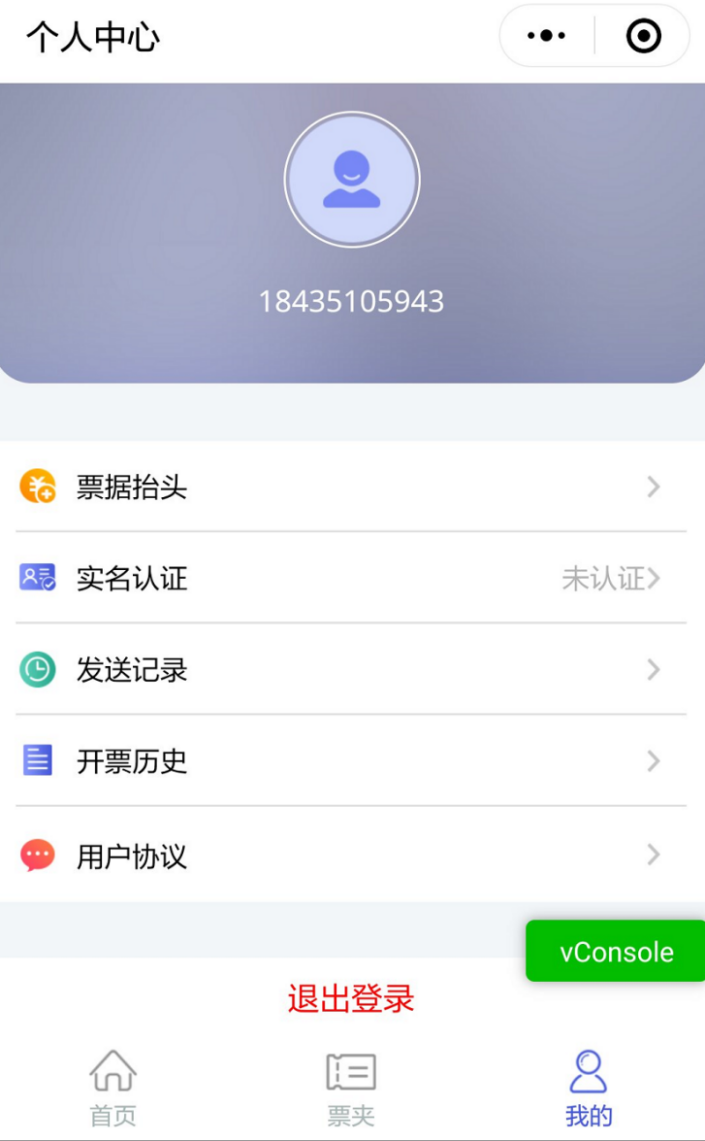 个人中心
18435105943
票据抬头
实名认证 未认证
发送记录
开票历史
用户协议
vConsole
退出登录
首页 票夹 我的